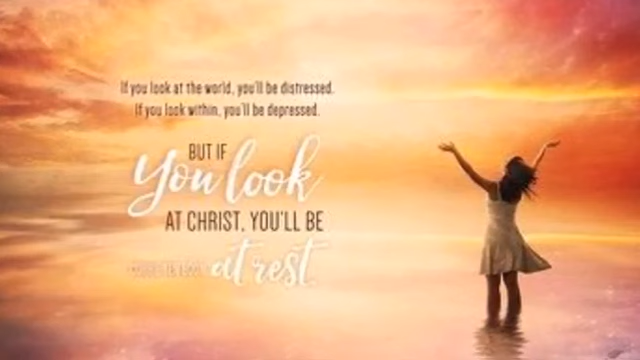 If you look at the world, you'll be distressed.
If you look within, you'll be depressed.
BUT IF
you look
AT CHRIST, YOU'LL BE
at rest